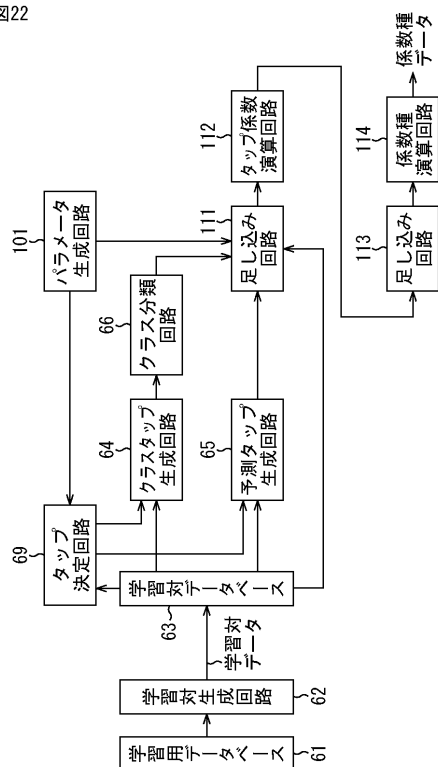 図22
101
パラメータ
生成回路
69
タップ
決定回路
66
クラス分類
回路
64
クラスタップ
生成回路
111
足し込み
回路
112
タップ係数
演算回路
65
予測タップ
生成回路
113
足し込み
回路
114
係数種
演算回路
係数種
データ
学習対データベース
63
学習対
データ
学習対生成回路
62
学習用データベース
61